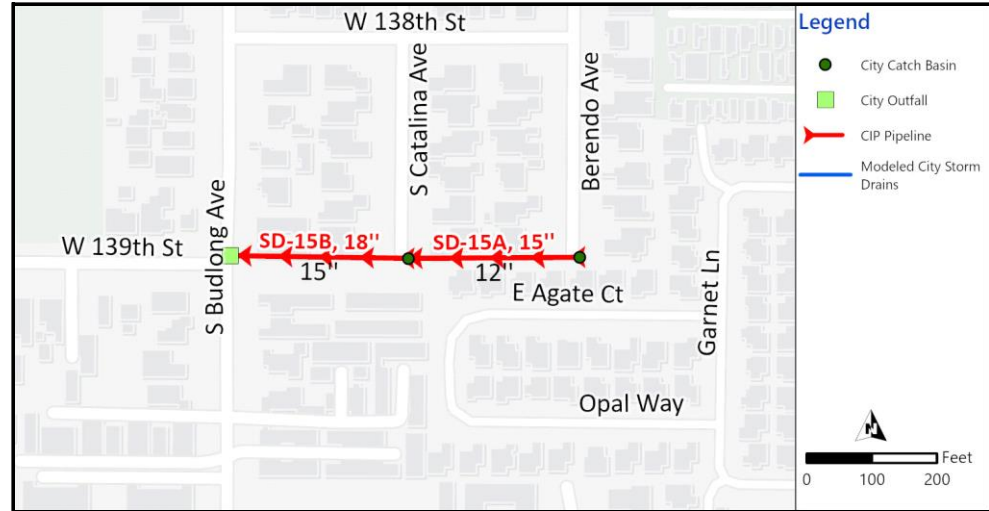 W 138th St
S Catalina Ave
Berendo Ave
S Budlong Ave
W 139th St
SD-15B, 18"
SD-15A, 15"
15"
12"
E Agate Ct
Garnet Ln
Opal Way
Legend
City Catch Basin
City Outfall
CIP Pipeline
Modeled City Storm
Drains
N
Feet
0 100 200